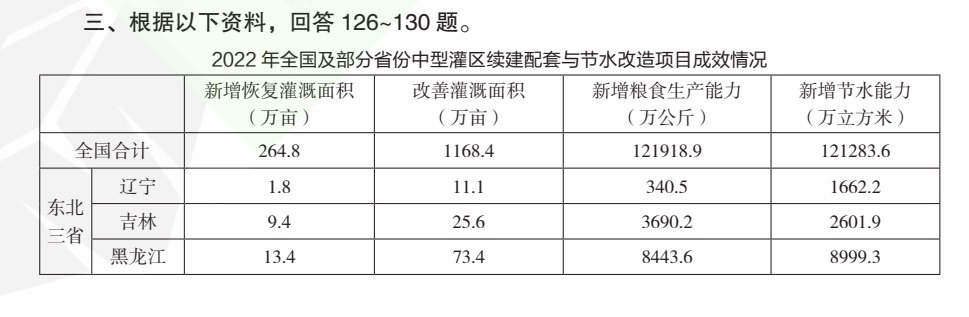 三、根据以下资料，回答 126~130 题。
2022 年全国及部分省份中型灌区续建配套与节水改造项目成效情况
新增恢复灌溉面积（万亩） 改善灌溉面积（万亩） 新增粮食生产能力（万公斤） 新增节水能力（万立方米）
全国合计 264.8 1168.4 121918.9 121283.6
东北三省
辽宁 1.8 11.1 340.5 1662.2
吉林 9.4 25.6 3690.2 2601.9
黑龙江 13.4 73.4 8443.6 8999.3